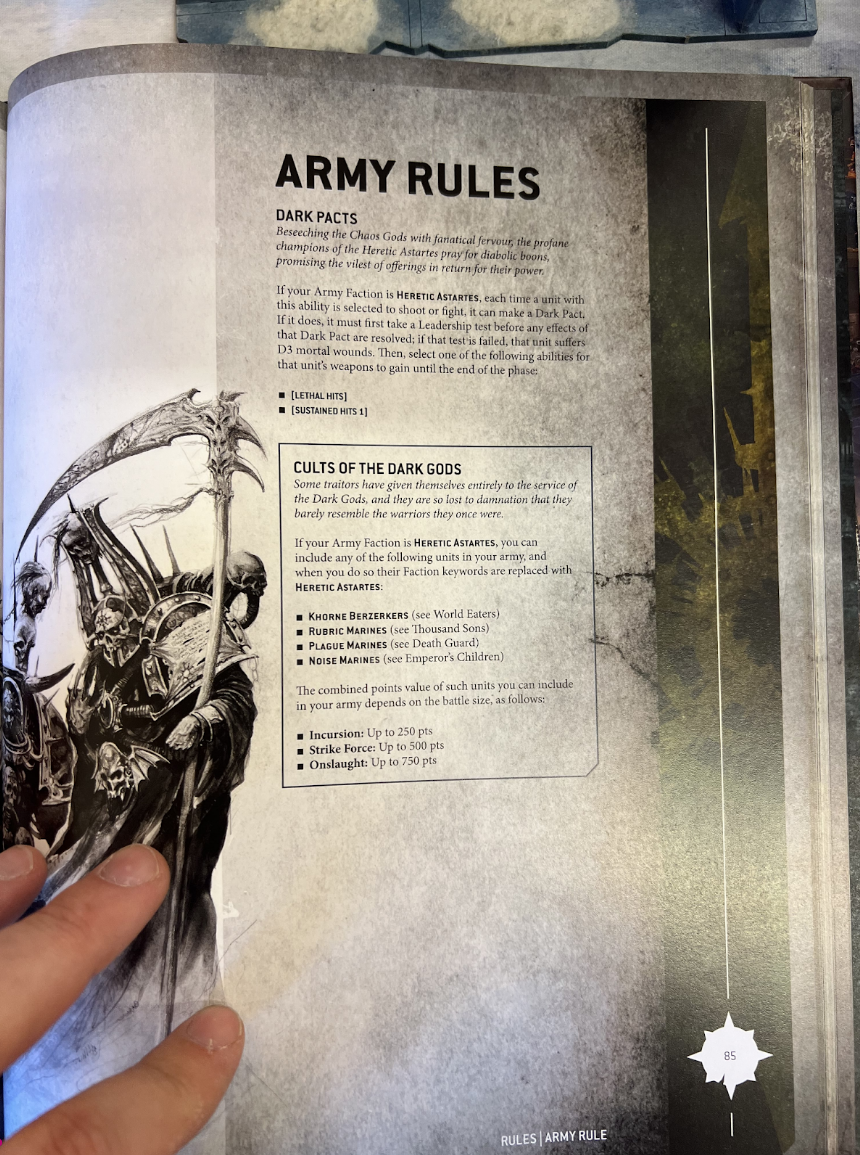 ARMY RULES
DARK PACTS
Beseeching the Chaos Gods with fanatical fervour, the profane
champions of the Heretic Astartes pray for diabolic boons,
promising the vilest of offerings in return for their power.
If your Army Faction is HERETIC ASTARTES, each time a unit with
this ability is selected to shoot or fight, it can make a Dark Pact.
If it does, it must first take a Leadership test before any effects of
that Dark Pact are resolved; if that test is failed, that unit suffers
D3 mortal wounds. Then, select one of the following abilities for
that unit's weapons to gain until the end of the phase:
■ [LETHAL HITS]
■ [SUSTAINED HITS 1]
CULTS OF THE DARK GODS
Some traitors have given themselves entirely to the service of
the Dark Gods, and they are so lost to damnation that they
barely resemble the warriors they once were.
If your Army Faction is HERETIC ASTARTES, you can
include any of the following units in your army, and
when you do so their Faction keywords are replaced with
HERETIC ASTARTES:
■ KHORNE BERZERKERS (see World Eaters)
■ RUBRIC MARINES (see Thousand Sons)
■ PLAGUE MARINES (see Death Guard)
■ NOISE MARINES (see Emperor's Children)
The combined points value of such units you can include
in your army depends on the battle size, as follows:
■ Incursion: Up to 250 pts
■ Strike Force: Up to 500 pts
■ Onslaught: Up to 750 pts
85
RULES | ARMY RULE